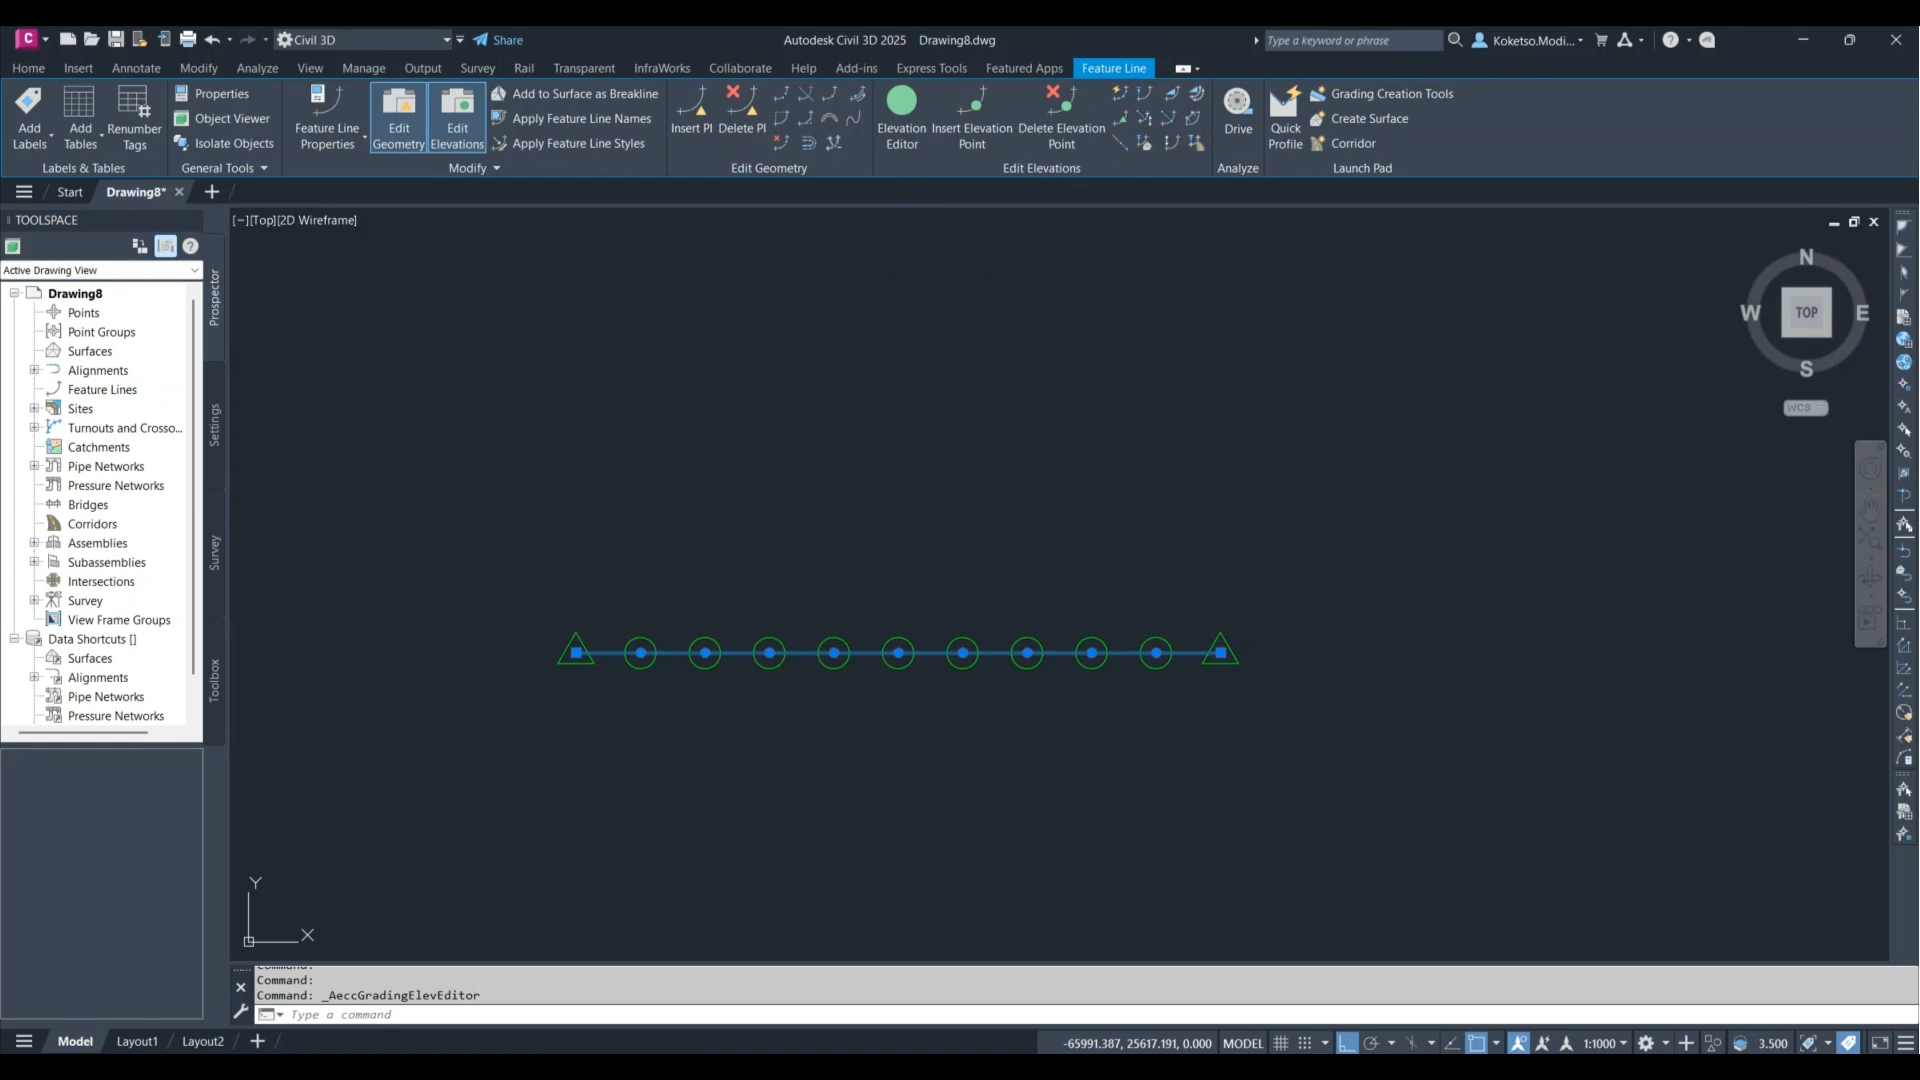 C
Civil 3D
Share
Autodesk Civil 3D 2025 Drawing8.dwg
Type a keyword or phrase
Koketso.Modi...
Home Insert Annotate Modify Analyze View Manage Output Survey Rail Transparent InfraWorks Collaborate Help Add-ins Express Tools Featured Apps Feature Line
Add Labels
Add Tables
Renumber Tags
Labels & Tables
Properties
Object Viewer
Isolate Objects
General Tools
Feature Line Properties
Edit Geometry
Edit Elevations
Add to Surface as Breakline
Apply Feature Line Names
Apply Feature Line Styles
Modify
Insert PI
Delete PI
Edit Geometry
Elevation Editor
Insert Elevation Point
Delete Elevation Point
Edit Elevations
Drive
Analyze
Quick Profile
Grading Creation Tools
Create Surface
Corridor
Launch Pad
Start
Drawing8*
TOOLSPACE
Active Drawing View
Drawing8
Points
Point Groups
Surfaces
Alignments
Feature Lines
Sites
Turnouts and Crosso...
Catchments
Pipe Networks
Pressure Networks
Bridges
Corridors
Assemblies
Subassemblies
Intersections
Survey
View Frame Groups
Data Shortcuts []
Surfaces
Alignments
Pipe Networks
Pressure Networks
Prospector
Settings
Survey
Toolbox
[−][Top][2D Wireframe]
N
W
TOP
E
S
WCS
Y
X
Command:
Command:
Command: _AeccGradingElevEditor
Type a command
Model
Layout1
Layout2
-65991.387, 25617.191, 0.000
MODEL
1:1000
3.500